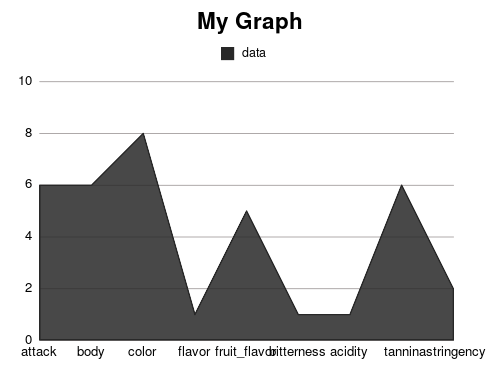 My Graph
data
10
8
6
4
2
0
attack body color flavor fruit_flavor bitterness acidity tannin astringency